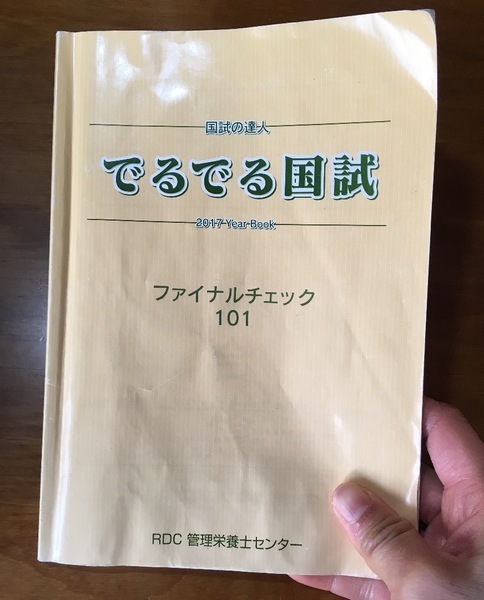 国試の達人
でるでる国試
2017 Year Book
ファイナルチェック
101
RDC 管理栄養士センター